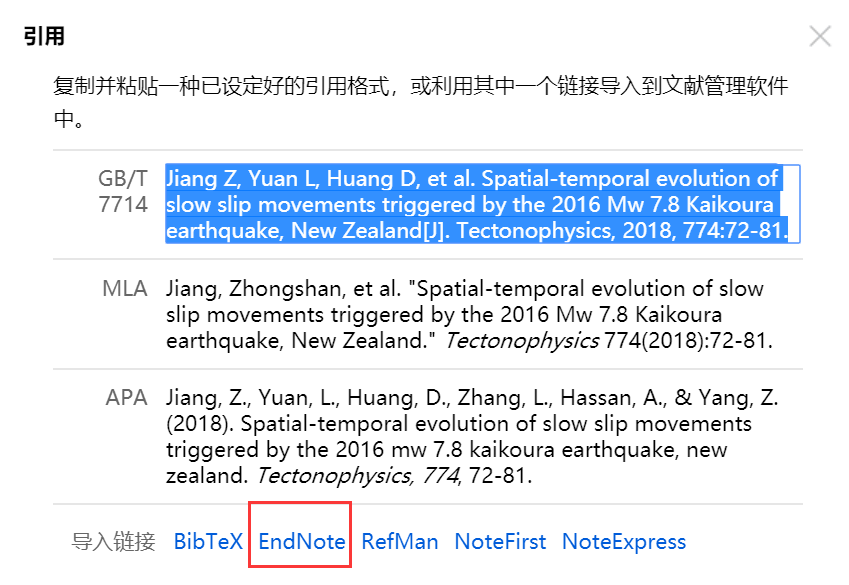 引用
复制并粘贴一种已设定好的引用格式，或利用其中一个链接导入到文献管理软件
中。
GB/T 7714
Jiang Z, Yuan L, Huang D, et al. Spatial-temporal evolution of
slow slip movements triggered by the 2016 Mw 7.8 Kaikoura
earthquake, New Zealand[J]. Tectonophysics, 2018, 774:72-81.
MLA
Jiang, Zhongshan, et al. "Spatial-temporal evolution of slow
slip movements triggered by the 2016 Mw 7.8 Kaikoura
earthquake, New Zealand." Tectonophysics 774(2018):72-81.
APA
Jiang, Z., Yuan, L., Huang, D., Zhang, L., Hassan, A., & Yang, Z.
(2018). Spatial-temporal evolution of slow slip movements
triggered by the 2016 mw 7.8 kaikoura earthquake, new
zealand. Tectonophysics, 774, 72-81.
导入链接 BibTeX EndNote RefMan NoteFirst NoteExpress